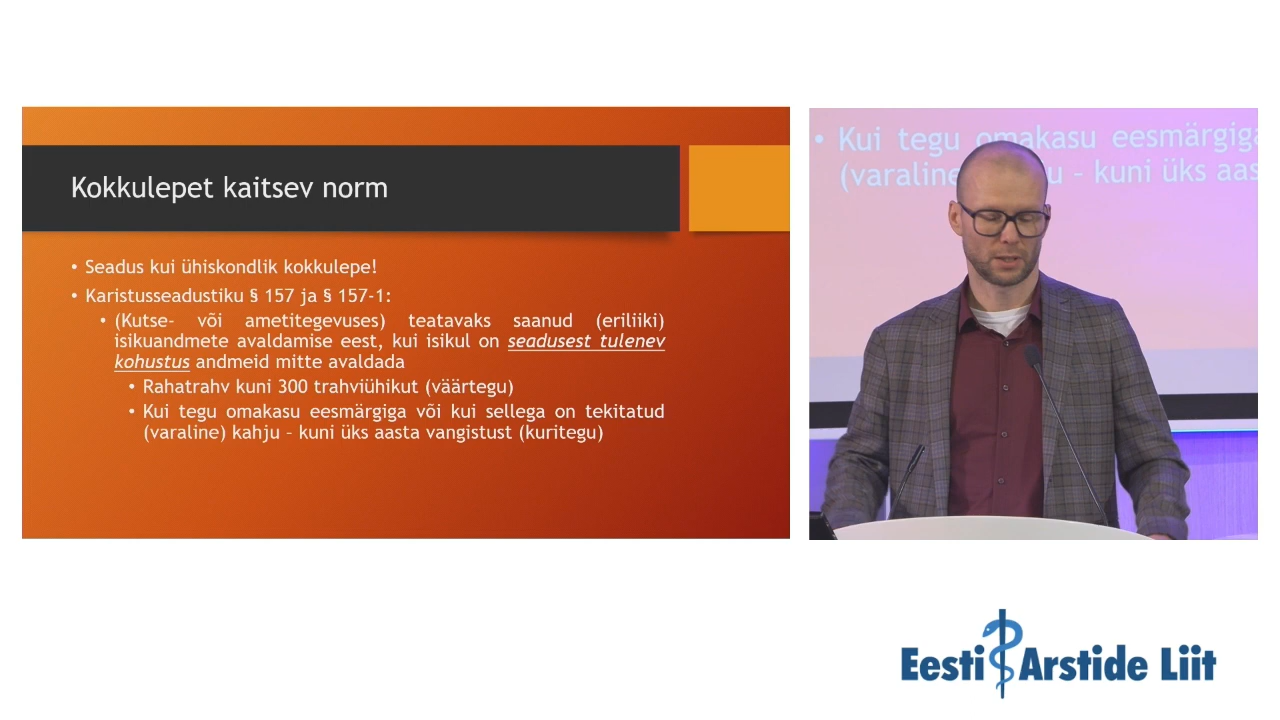 Kokkulepet kaitsev norm
• Seadus kui ühiskondlik kokkulepe!
• Karistusseadustiku § 157 ja § 157-1:
• (Kutse- või ametitegevuses) teatavaks saanud (eriliiki)
isikuandmete avaldamise eest, kui isikul on seadusest tulenev
kohustus andmeid mitte avaldada
• Rahatrahv kuni 300 trahviühikut (väärtegu)
• Kui tegu omakasu eesmärgiga või kui sellega on tekitatud
(varaline) kahju – kuni üks aasta vangistust (kuritegu)
• Kui tegu omakasu eesmärgiga
(varaline – kuni üks aas
Eesti Arstide Liit